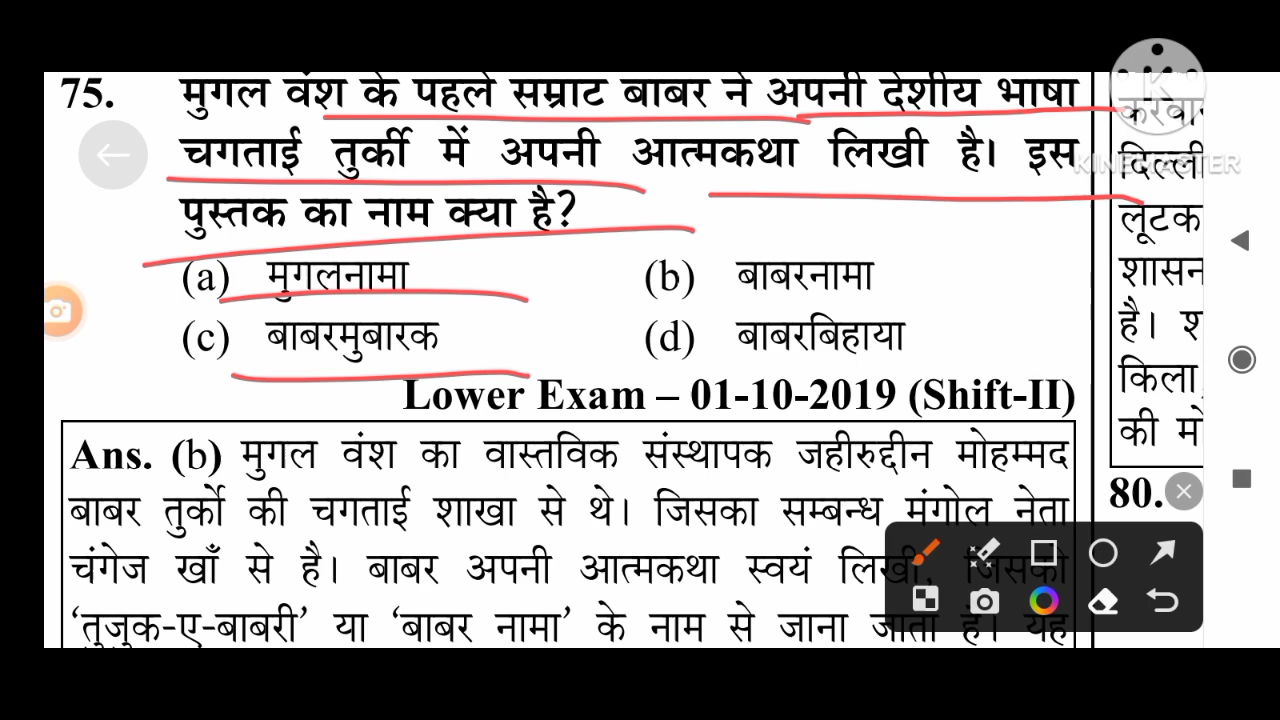 75. मुगल वंश के पहले सम्राट बाबर ने अपनी देशीय भाषा
चगताई तुर्की में अपनी आत्मकथा लिखी है। इस
पुस्तक का नाम क्या है?
(a) मुगलनामा (b) बाबरनामा
(c) बाबरमुबारक (d) बाबरबिहाया
Lower Exam – 01-10-2019 (Shift-II)
Ans. (b) मुगल वंश का वास्तविक संस्थापक जहीरुद्दीन मोहम्मद
बाबर तुर्को की चगताई शाखा से थे। जिसका सम्बन्ध मंगोल नेता
चंगेज खाँ से है। बाबर अपनी आत्मकथा स्वयं लिखी, जिसको
‘तुजुक-ए-बाबरी’ या ‘बाबर नामा’ के नाम से जाना जाता है। यह
K
KINEMASTER
दिल्ली
लूटक
शासन
है। श
किला,
की मो
80.